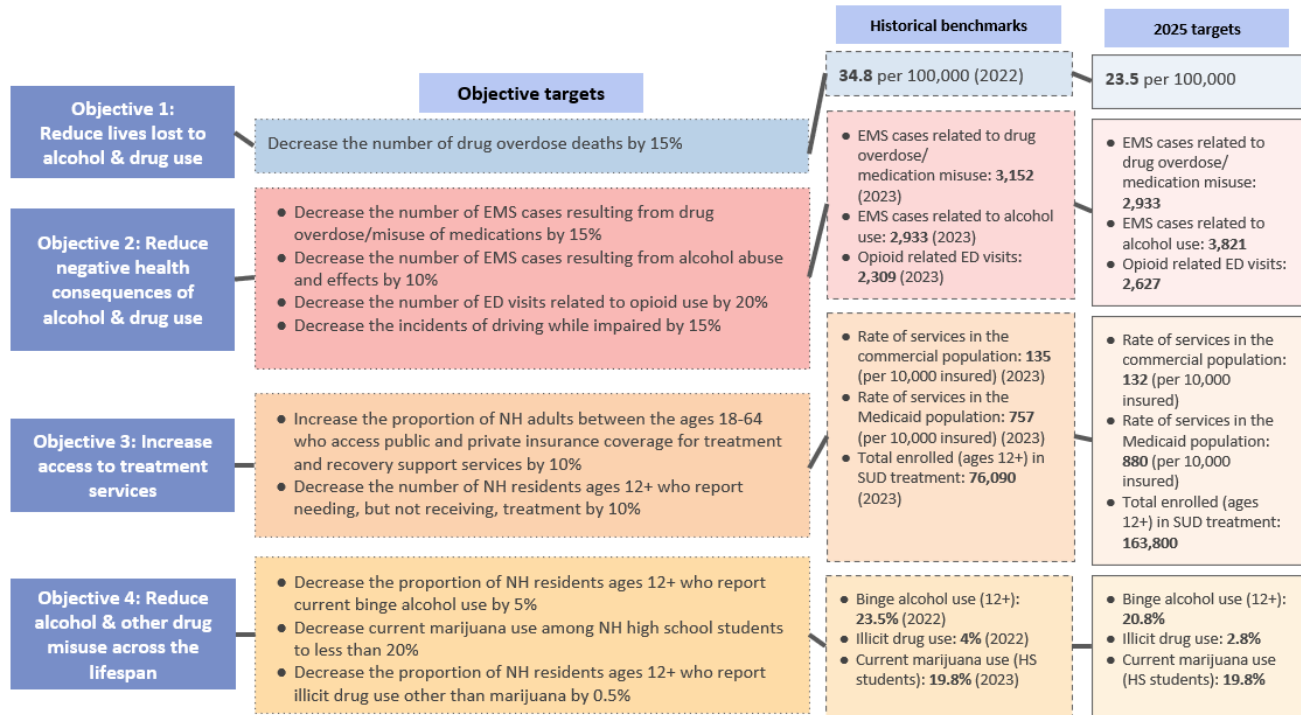 Historical benchmarks
2025 targets
Objective targets
Objective 1:
Reduce lives lost to
alcohol & drug use
Decrease the number of drug overdose deaths by 15%
34.8 per 100,000 (2022)
23.5 per 100,000
Objective 2: Reduce
negative health
consequences of
alcohol & drug use
● Decrease the number of EMS cases resulting from drug
overdose/misuse of medications by 15%
● Decrease the number of EMS cases resulting from alcohol abuse
and effects by 10%
● Decrease the number of ED visits related to opioid use by 20%
● Decrease the incidents of driving while impaired by 15%
● EMS cases related to drug
overdose/
medication misuse: 3,152
(2023)
● EMS cases related to alcohol
use: 2,933 (2023)
● Opioid related ED visits:
2,309 (2023)
● EMS cases related to
drug overdose/
medication misuse:
2,933
● EMS cases related to
alcohol use: 3,821
● Opioid related ED visits:
2,627
Objective 3: Increase
access to treatment
services
● Increase the proportion of NH adults between the ages 18-64
who access public and private insurance coverage for treatment
and recovery support services by 10%
● Decrease the number of NH residents ages 12+ who report
needing, but not receiving, treatment by 10%
● Rate of services in the
commercial population: 135
(per 10,000 insured) (2023)
● Rate of services in the
Medicaid population: 757
(per 10,000 insured) (2023)
● Total enrolled (ages 12+) in
SUD treatment: 76,090
(2023)
● Rate of services in the
commercial population:
132 (per 10,000
insured)
● Rate of services in the
Medicaid population:
880 (per 10,000
insured)
● Total enrolled (ages
12+) in SUD treatment:
163,800
Objective 4: Reduce
alcohol & other drug
misuse across the
lifespan
● Decrease the proportion of NH residents ages 12+ who report
current binge alcohol use by 5%
● Decrease current marijuana use among NH high school students
to less than 20%
● Decrease the proportion of NH residents ages 12+ who report
illicit drug use other than marijuana by 0.5%
● Binge alcohol use (12+):
23.5% (2022)
● Illicit drug use: 4% (2022)
● Current marijuana use (HS
students): 19.8% (2023)
● Binge alcohol use (12+):
20.8%
● Illicit drug use: 2.8%
● Current marijuana use
(HS students): 19.8%